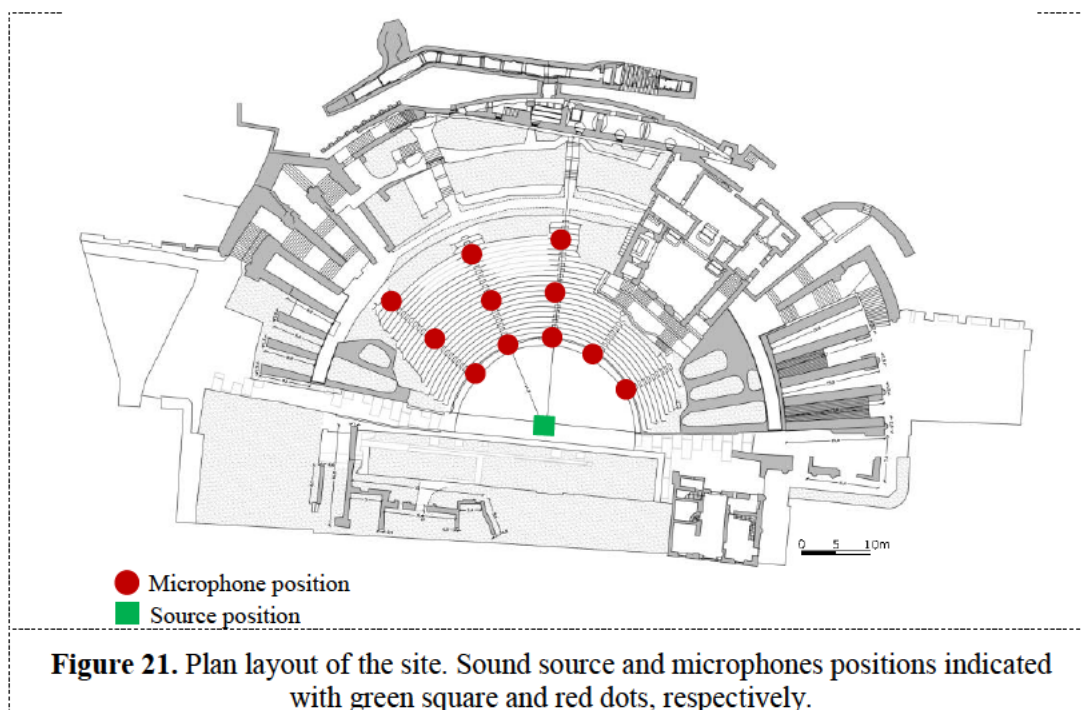 0 5 10m
Microphone position
Source position
Figure 21. Plan layout of the site. Sound source and microphones positions indicated
with green square and red dots, respectively.